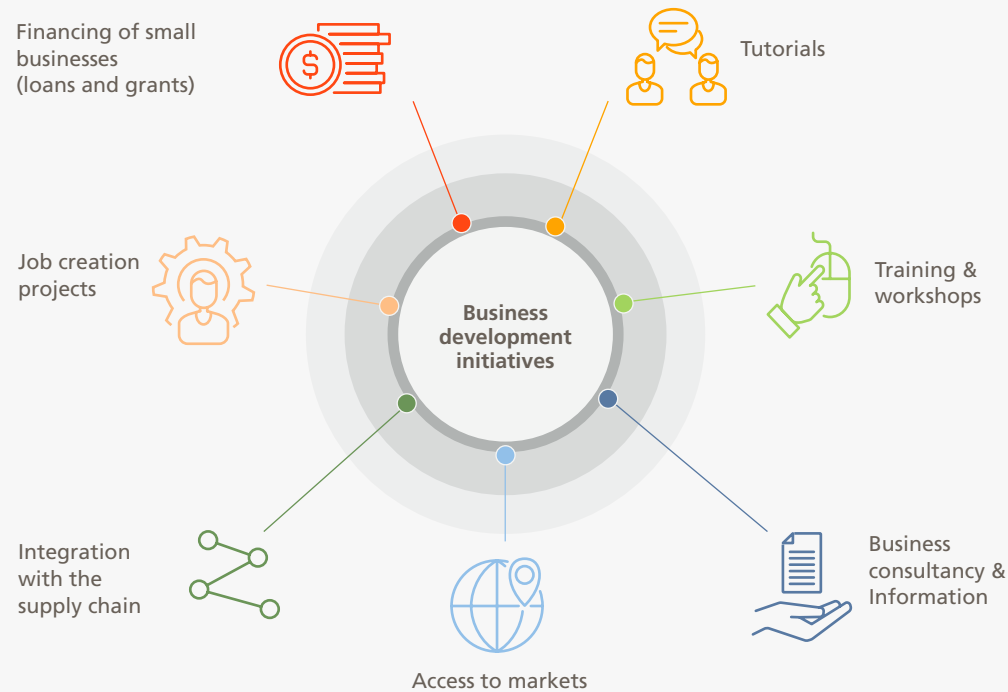 Financing of small
businesses
(loans and grants)
$
Tutorials
Job creation
projects
Business
development
initiatives
Training &
workshops
Integration
with the
supply chain
Business
consultancy &
Information
Access to markets